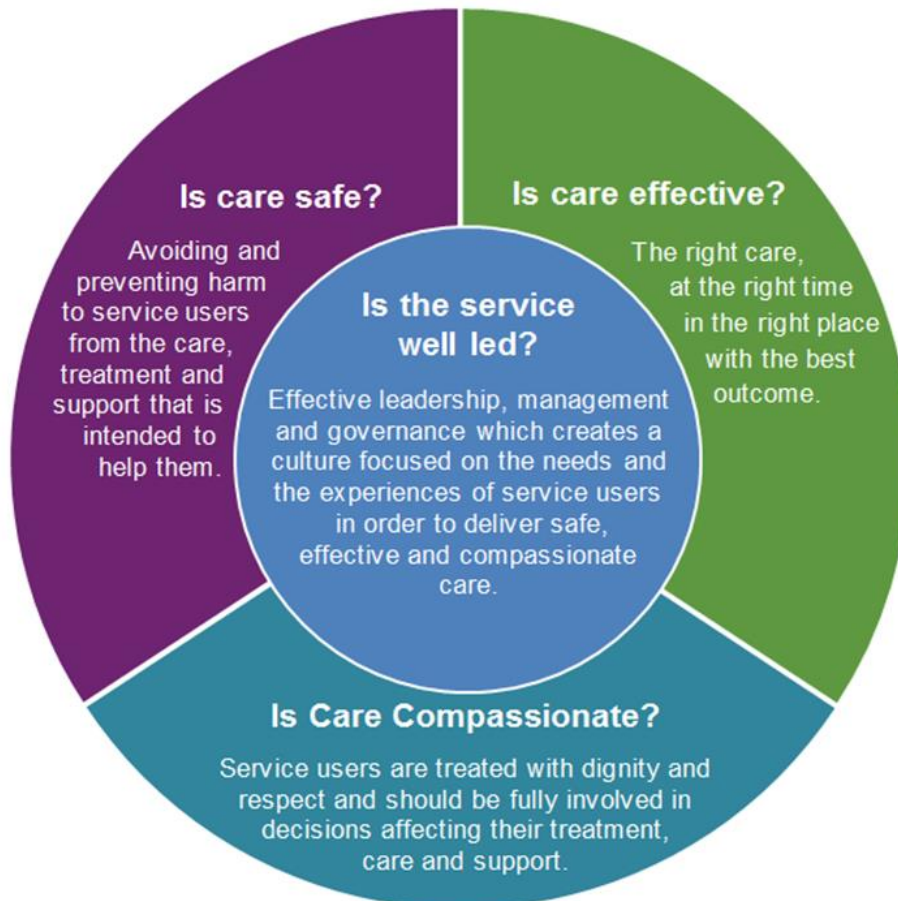 Is care safe?
Avoiding and
preventing harm
to service users
from the care,
treatment and
support that is
intended to
help them.
Is care effective?
The right care,
at the right time
in the right place
with the best
outcome.
Is the service
well led?
Effective leadership, management
and governance which creates a
culture focused on the needs and
the experiences of service users
in order to deliver safe,
effective and compassionate
care.
Is Care Compassionate?
Service users are treated with dignity and
respect and should be fully involved in
decisions affecting their treatment,
care and support.